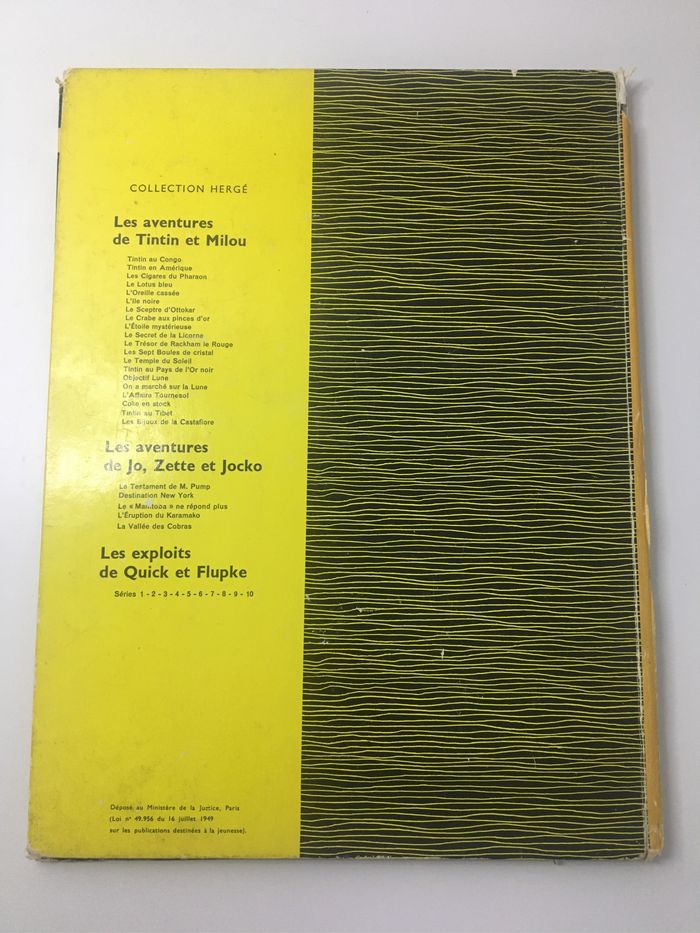 COLLECTION HERGÉ
Les aventures
de Tintin et Milou
Tintin au Congo
Tintin en Amérique
Les Cigares du Pharaon
Le Lotus bleu
L'Oreille cassée
L'Ile noire
Le Sceptre d'Ottokar
Le Crabe aux pinces d'or
L'Étoile mystérieuse
Le Secret de la Licorne
Le Trésor de Rackham le Rouge
Les Sept Boules de cristal
Le Temple du Soleil
Tintin au Pays de l'Or noir
Objectif Lune
On a marché sur la Lune
L'Affaire Tournesol
Coke en stock
Tintin au Tibet
Les Bijoux de la Castafiore
Les aventures
de Jo, Zette et Jocko
Le Testament de M. Pump
Destination New York
Le « Manitoba » ne répond plus
L'Éruption du Karamako
La Vallée des Cobras
Les exploits
de Quick et Flupke
Séries 1 - 2 - 3 - 4 - 5 - 6 - 7 - 8 - 9 - 10
Déposé au Ministère de la Justice, Paris
(Loi n° 49.956 du 16 juillet 1949
sur les publications destinées à la jeunesse).